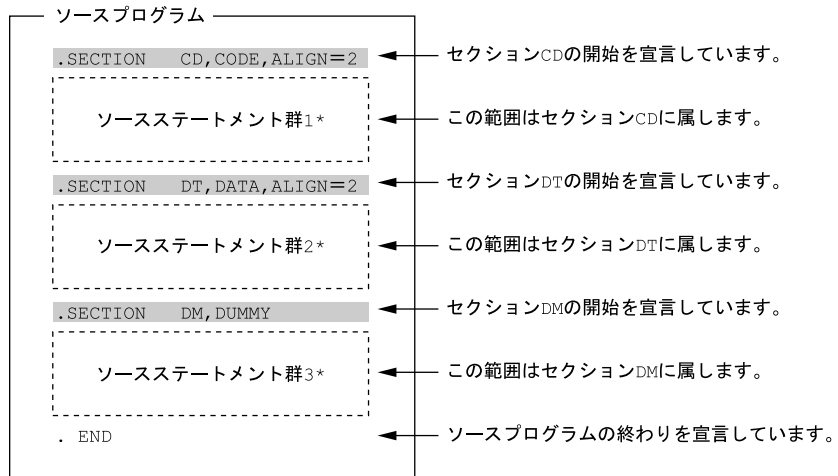 ソースプログラム
.SECTION CD,CODE,ALIGN=2 セクションCDの開始を宣言しています。
ソースステートメント群1* この範囲はセクションCDに属します。
.SECTION DT,DATA,ALIGN=2 セクションDTの開始を宣言しています。
ソースステートメント群2* この範囲はセクションDTに属します。
.SECTION DM,DUMMY セクションDMの開始を宣言しています。
ソースステートメント群3* この範囲はセクションDMに属します。
. END ソースプログラムの終わりを宣言しています。